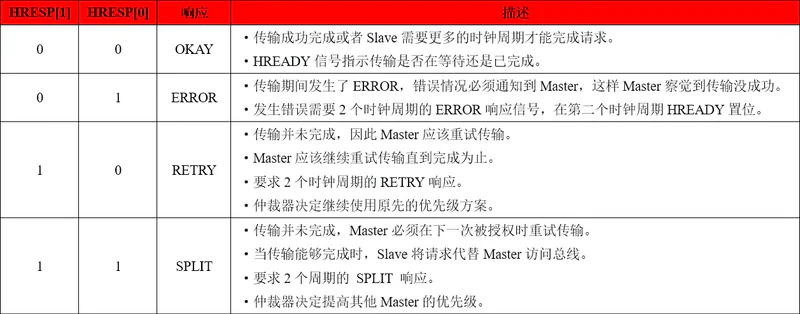 HRESP[1] HRESP[0] 响应 描述
0 0 OKAY
·传输成功完成或者 Slave 需要更多的时钟周期才能完成请求。
·HREADY 信号指示传输是否在等待还是已完成。
0 1 ERROR
·传输期间发生了 ERROR，错误情况必须通知到 Master，这样 Master 察觉到传输没成功。
·发生错误需要 2 个时钟周期的 ERROR 响应信号，在第二个时钟周期 HREADY 置位。
1 0 RETRY
·传输并未完成，因此 Master 应该重试传输。
·Master 应该继续重试传输直到完成为止。
·要求 2 个时钟周期的 RETRY 响应。
·仲裁器决定继续使用原先的优先级方案。
1 1 SPLIT
·传输并未完成，Master 必须在下一次被授权时重试传输。
·当传输能够完成时，Slave 将请求代替 Master 访问总线。
·要求 2 个周期的 SPLIT 响应。
·仲裁器决定提高其他 Master 的优先级。